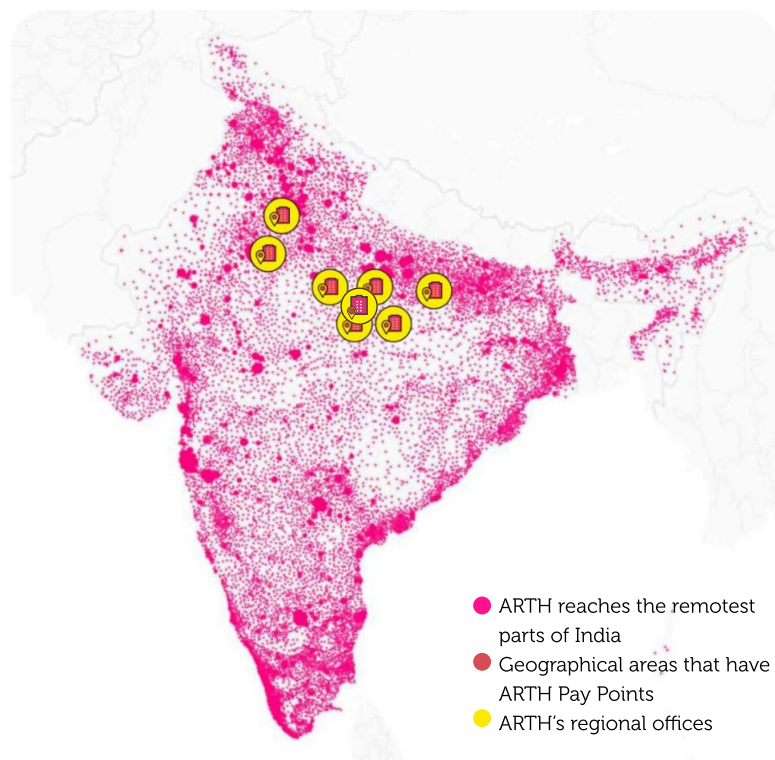 ARTH reaches the remotest
parts of India
Geographical areas that have
ARTH Pay Points
ARTH’s regional offices